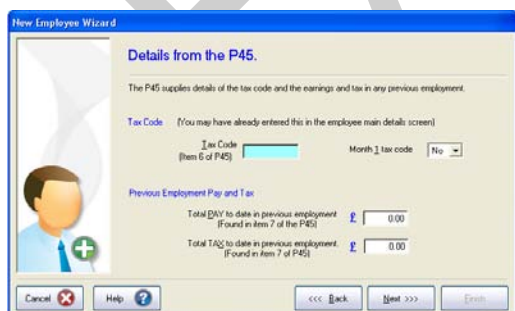 New Employee Wizard
Details from the P45.
The P45 supplies details of the tax code and the earnings and tax in any previous employment.
Tax Code (You may have already entered this in the employee main details screen)
Tax Code
(Item 6 of P45)
Month 1 tax code No
Previous Employment Pay and Tax
Total PAY to date in previous employment
(Found in item 7 of the P45)
£ 0.00
Total TAX to date in previous employment.
(Found in item 7 of P45)
£ 0.00
Cancel Help <<< Back Next >>> Finish